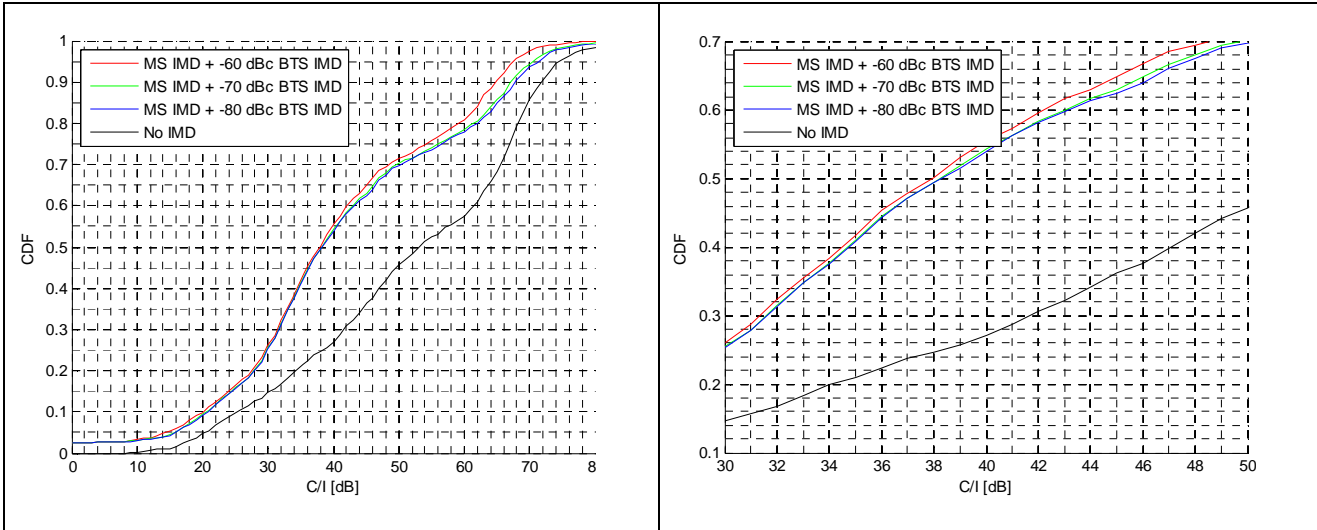 1
0.9
0.8
0.7
0.6
0.5
0.4
0.3
0.2
0.1
0
CDF
MS IMD + -60 dBc BTS IMD
MS IMD + -70 dBc BTS IMD
MS IMD + -80 dBc BTS IMD
No IMD
0 10 20 30 40 50 60 70 8
C/I [dB]
0.7
0.6
0.5
0.4
0.3
0.2
0.1
CDF
MS IMD + -60 dBc BTS IMD
MS IMD + -70 dBc BTS IMD
MS IMD + -80 dBc BTS IMD
No IMD
30 32 34 36 38 40 42 44 46 48 50
C/I [dB]